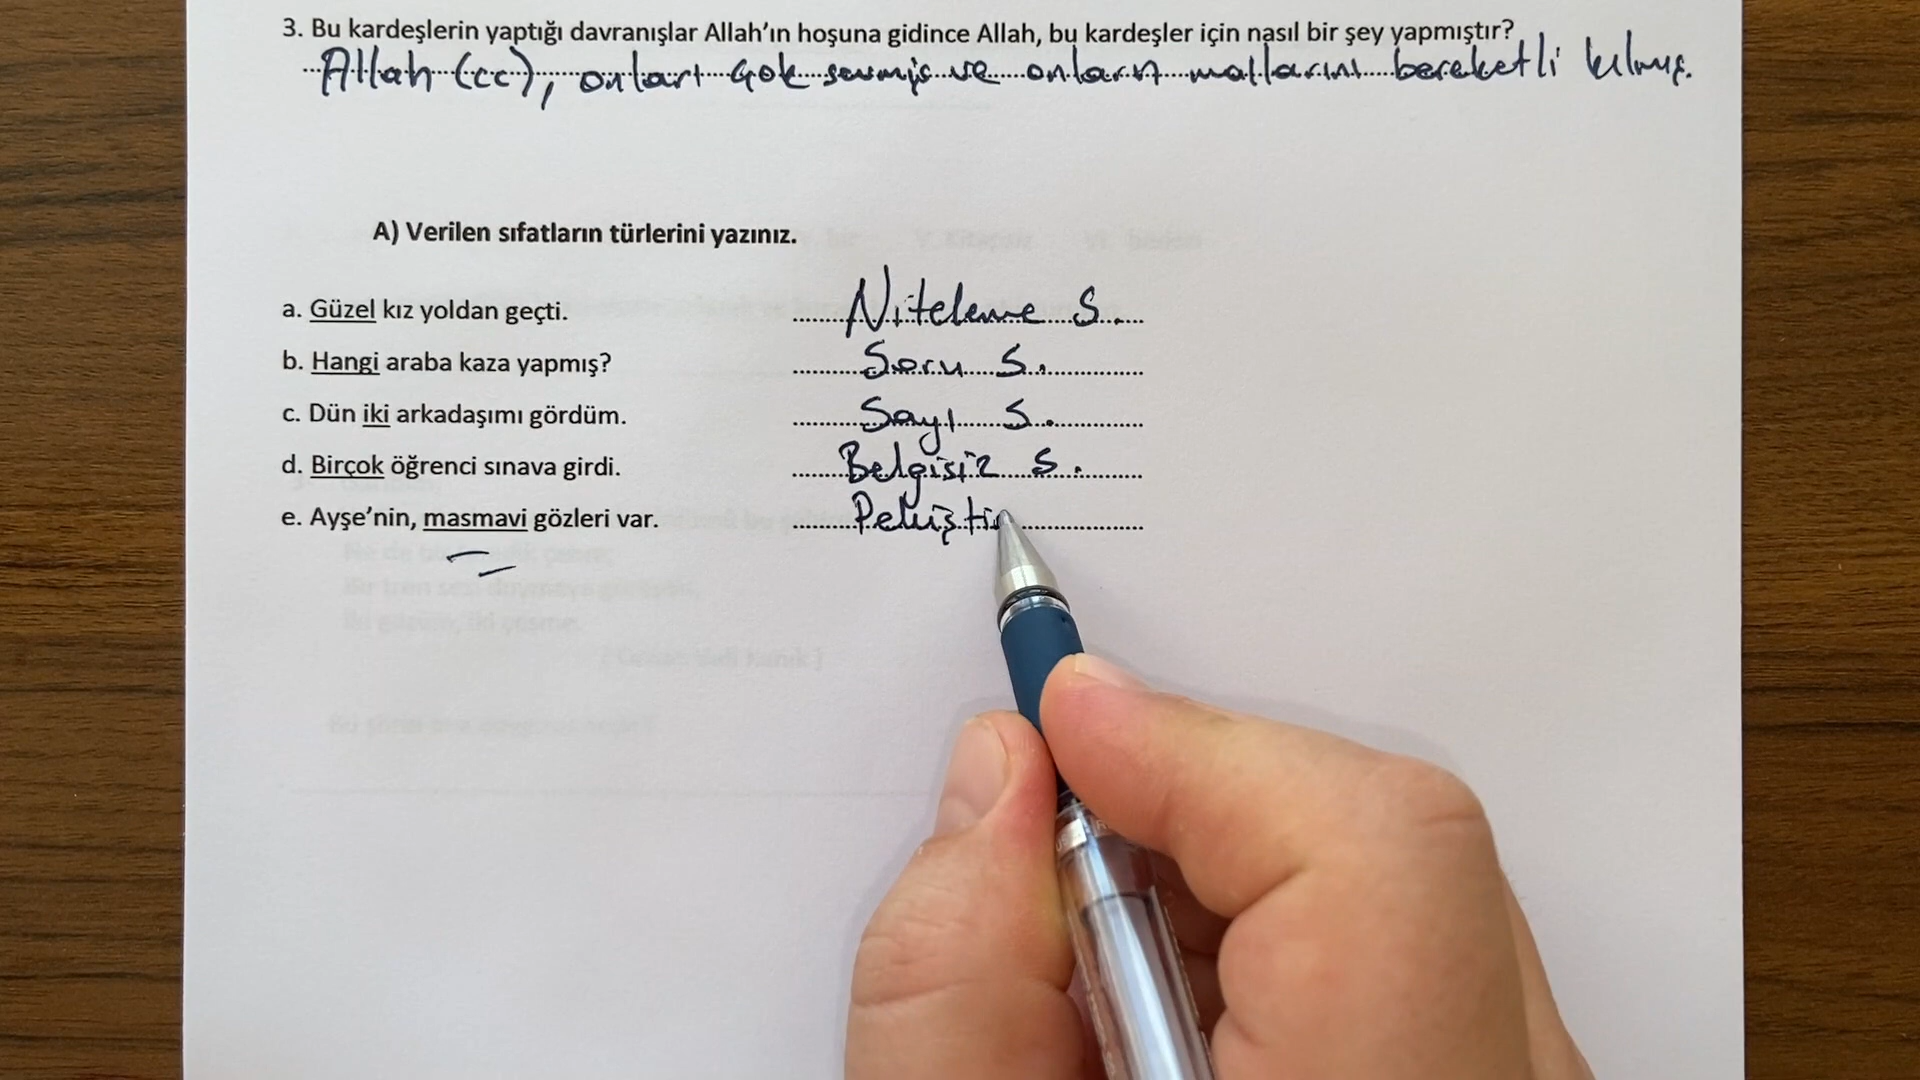 3. Bu kardeşlerin yaptığı davranışlar Allah'ın hoşuna gidince Allah, bu kardeşler için nasıl bir şey yapmıştır?
Allah (cc), onları çok sevmiş ve onların mallarını bereketli kılmış.
A) Verilen sıfatların türlerini yazınız.
a. Güzel kız yoldan geçti. Niteleme S.
b. Hangi araba kaza yapmış? Soru S.
c. Dün iki arkadaşımı gördüm. Sayı S.
d. Birçok öğrenci sınava girdi. Belgisiz S.
e. Ayşe'nin, masmavi gözleri var. Pekişti